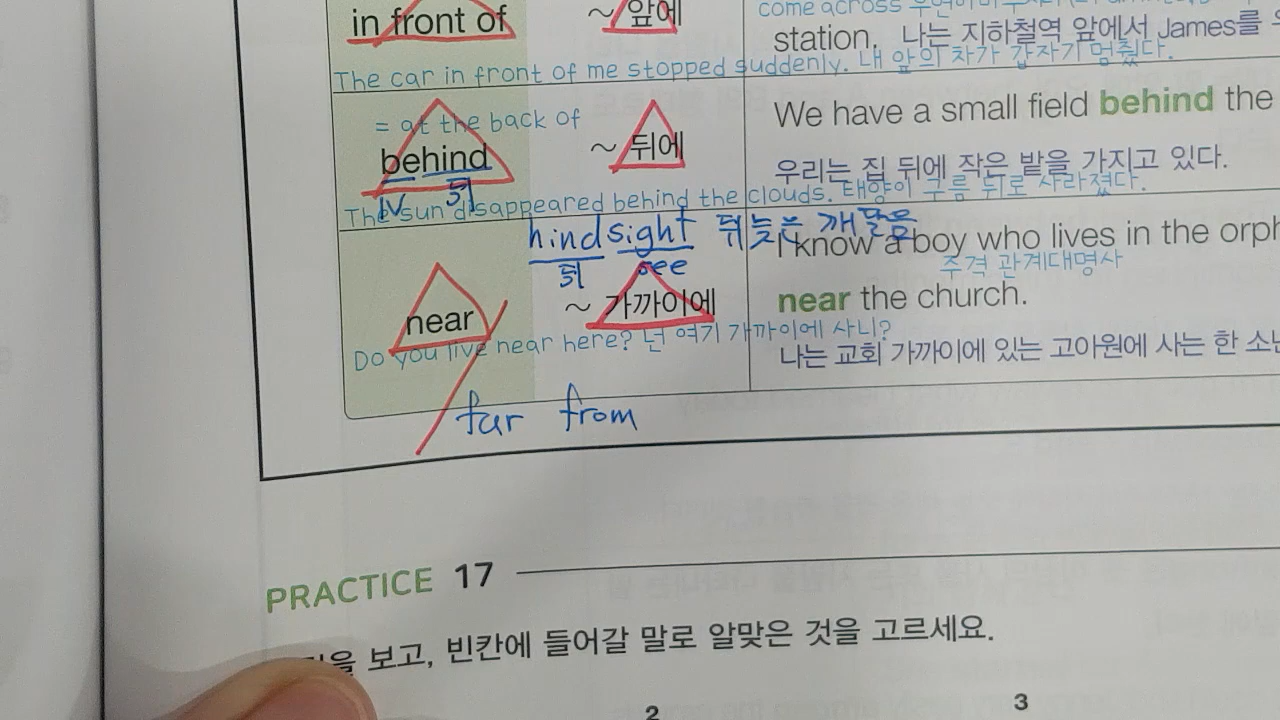 in front of ~ 앞에 come across
station. 나는 지하철역 앞에서 James를
The car in front of me stopped suddenly. 내 앞의 차가 갑자기 멈췄다.
= at the back of
behind ~ 뒤에 We have a small field behind the
뒤
우리는 집 뒤에 작은 밭을 가지고 있다.
The sun disappeared behind the clouds. 태양이 구름 뒤로 사라졌다.
hindsight 뒤늦은 깨달음
뒤 see
I know a boy who lives in the orph
주격 관계대명사
near ~ 가까이에 near the church.
Do you live near here? 넌 여기 가까이에 사니?
나는 교회 가까이에 있는 고아원에 사는 한 소년
far from
PRACTICE 17
보고, 빈칸에 들어갈 말로 알맞은 것을 고르세요.
2 3